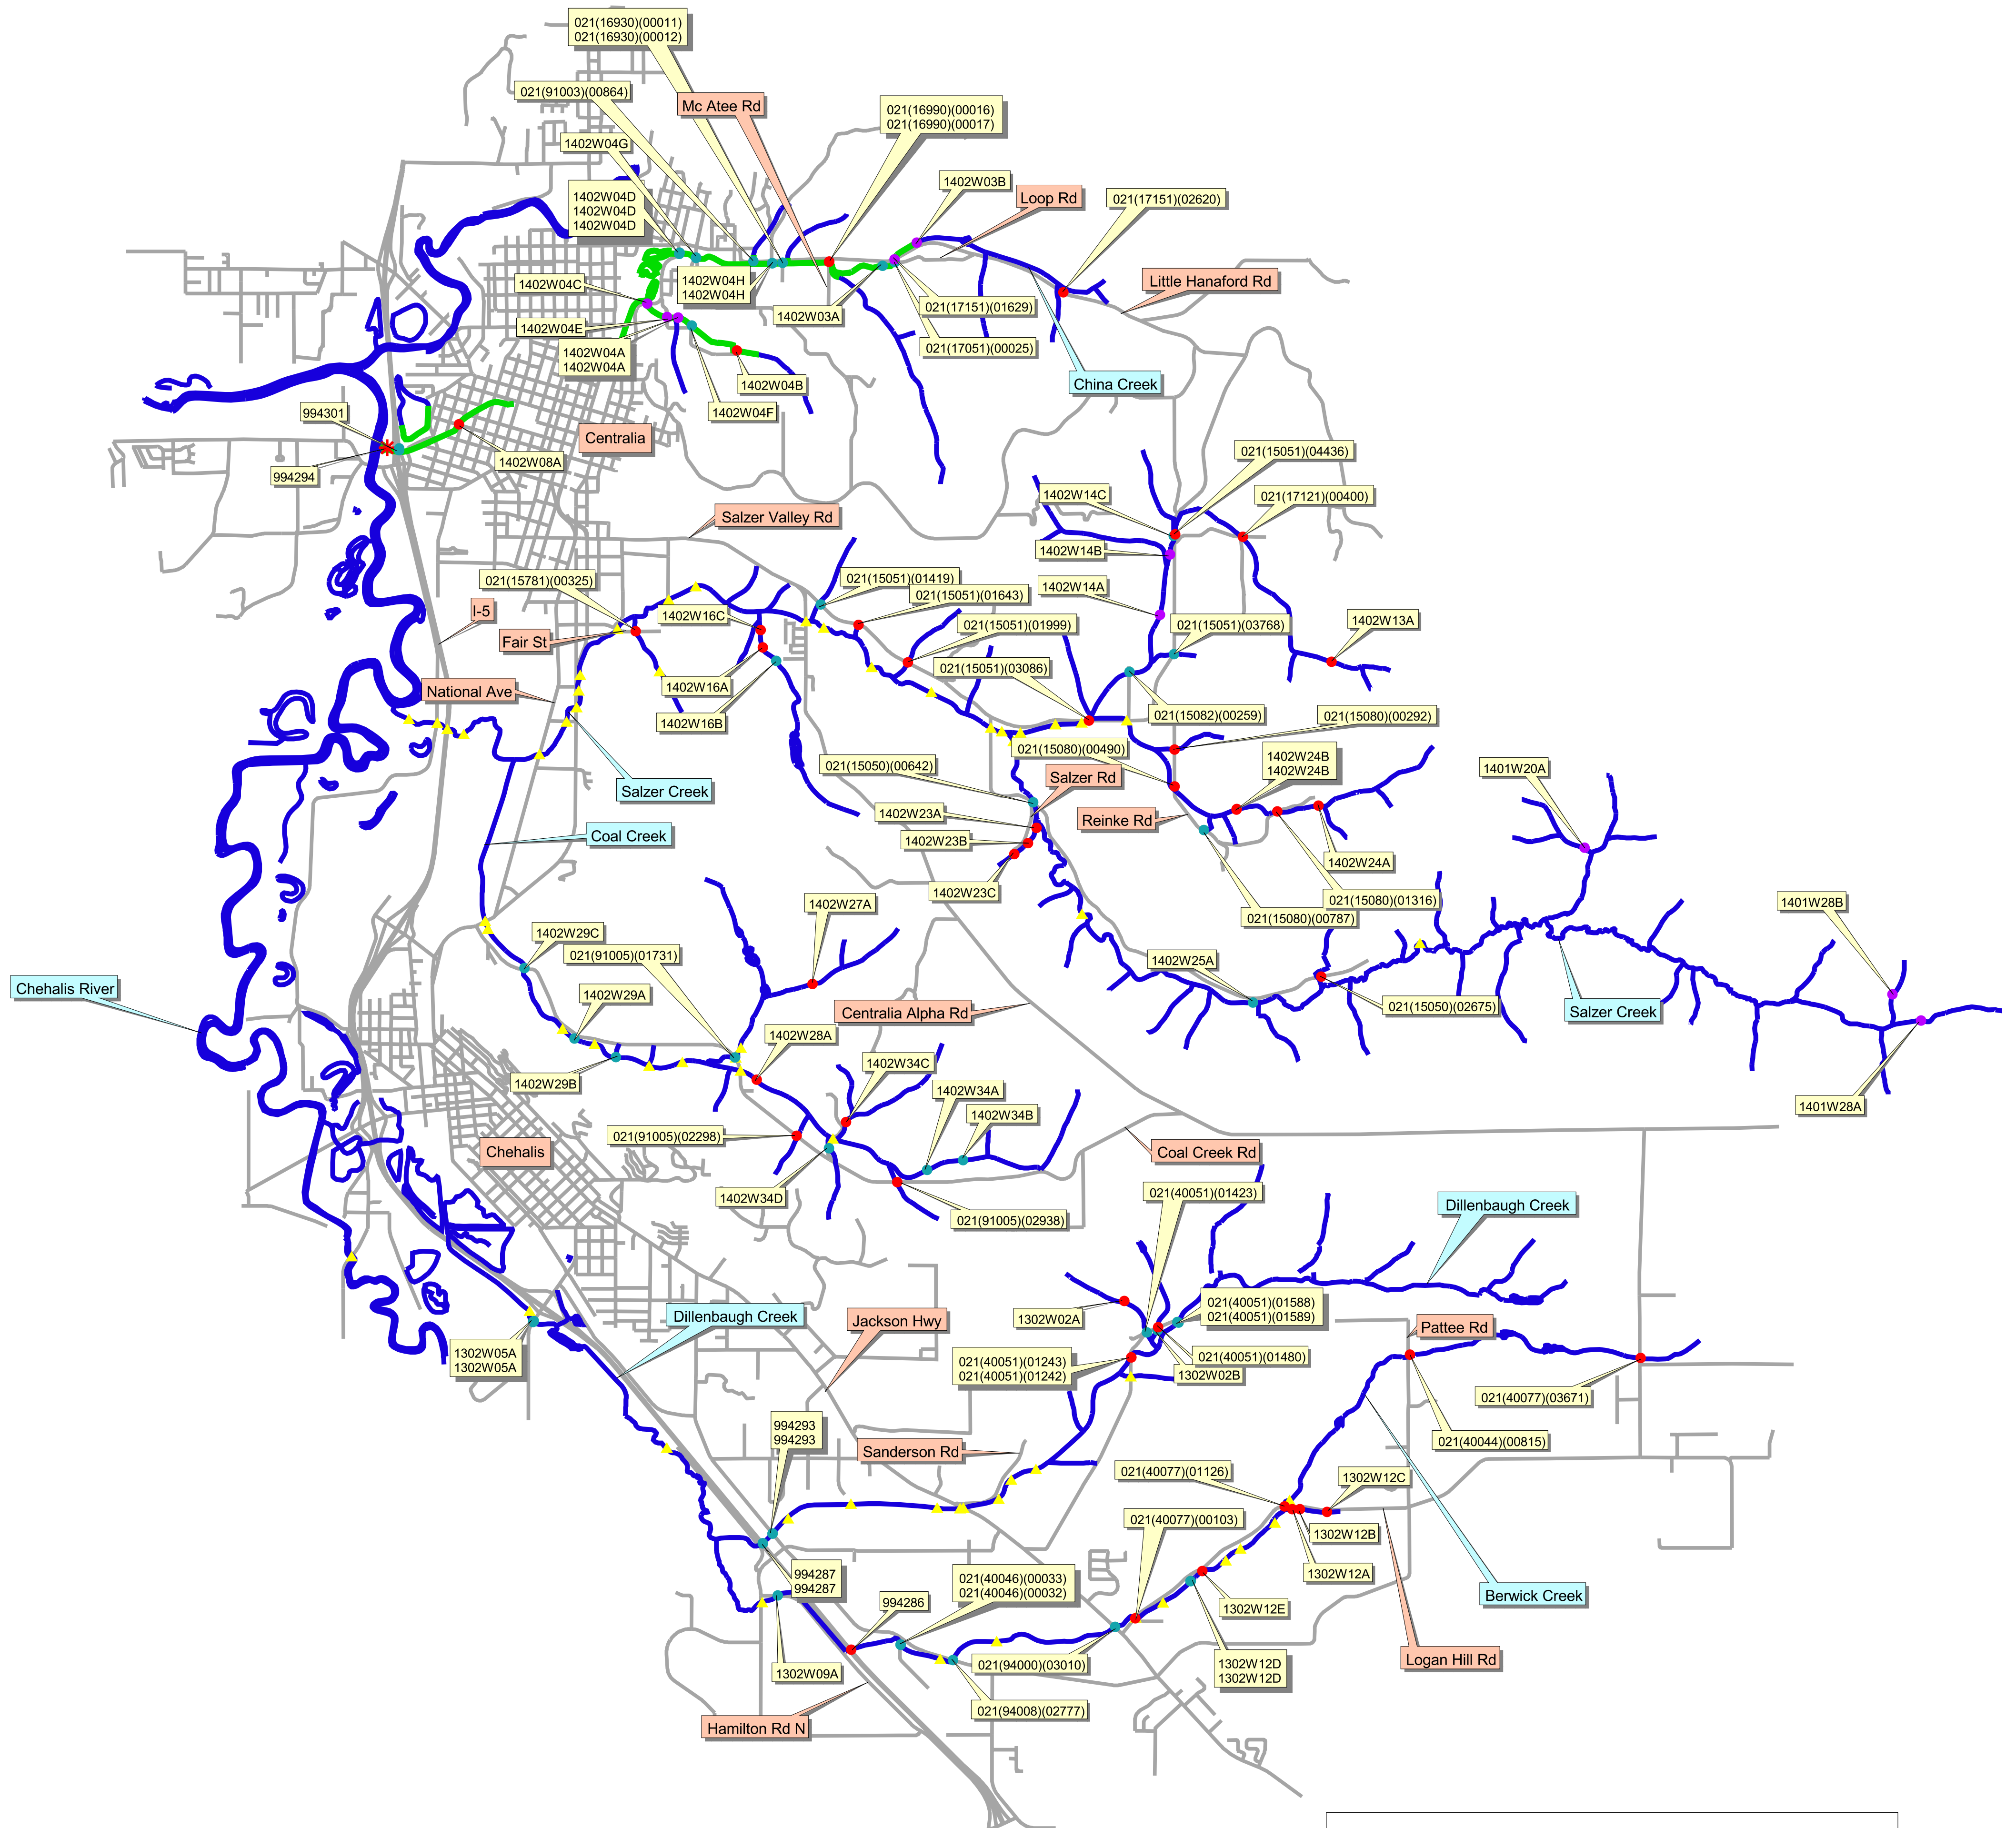 021(16930)(00011)
021(16930)(00012)
021(91003)(00864)
Mc Atee Rd
021(16990)(00016)
021(16990)(00017)
1402W04G
1402W03B
Loop Rd
021(17151)(02620)
1402W04D
1402W04D
1402W04D
1402W04C
1402W04H
1402W04H
Little Hanaford Rd
1402W03A
021(17151)(01629)
1402W04E
1402W04A
1402W04A
021(17051)(00025)
1402W04B
China Creek
1402W04F
994301
Centralia
1402W08A
994294
021(15051)(04436)
1402W14C
021(17121)(00400)
Salzer Valley Rd
1402W14B
021(15781)(00325)
021(15051)(01419)
021(15051)(01643)
1402W14A
I-5
1402W16C
Fair St
021(15051)(01999)
021(15051)(03768)
1402W13A
021(15051)(03086)
National Ave
1402W16A
1402W16B
021(15082)(00259)
021(15080)(00292)
021(15080)(00490)
021(15050)(00642)
Salzer Rd
1402W24B
1402W24B
1401W20A
Salzer Creek
1402W23A
Reinke Rd
Coal Creek
1402W23B
1402W24A
1402W23C
021(15080)(01316)
021(15080)(00787)
1402W27A
1401W28B
1402W29C
021(91005)(01731)
1402W25A
Chehalis River
1402W29A
Centralia Alpha Rd
021(15050)(02675)
Salzer Creek
1402W28A
1402W34C
1402W29B
1402W34A
1401W28A
1402W34B
021(91005)(02298)
Chehalis
Coal Creek Rd
1402W34D
021(91005)(02938)
021(40051)(01423)
Dillenbaugh Creek
Dillenbaugh Creek
Jackson Hwy
1302W02A
021(40051)(01588)
021(40051)(01589)
Pattee Rd
1302W05A
1302W05A
021(40051)(01243)
021(40051)(01242)
021(40051)(01480)
1302W02B
021(40077)(03671)
994293
994293
Sanderson Rd
021(40044)(00815)
021(40077)(01126)
1302W12C
021(40077)(00103)
1302W12B
1302W12A
994287
994287
021(40046)(00033)
021(40046)(00032)
994286
1302W12E
Berwick Creek
1302W09A
021(94000)(03010)
1302W12D
1302W12D
Logan Hill Rd
021(94008)(02777)
Hamilton Rd N